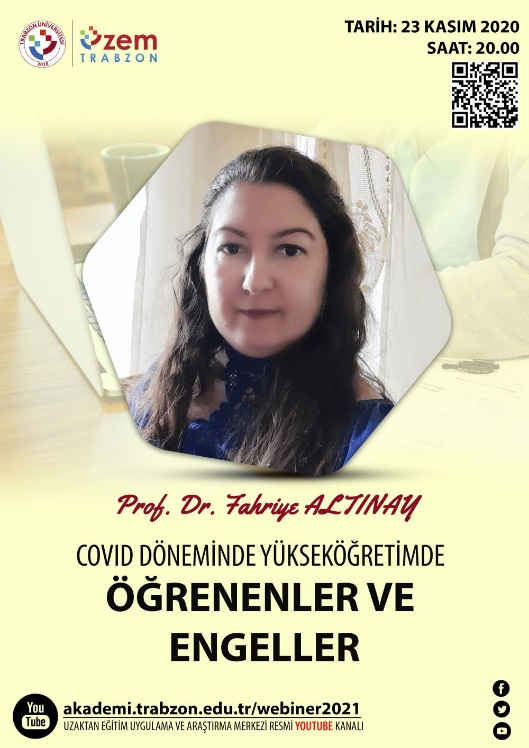 TRABZON ÜNİVERSİTESİ
2018
üzem
TRABZON
TARİH: 23 KASIM 2020
SAAT: 20.00
Prof. Dr. Fahriye ALTINAY
COVID DÖNEMİNDE YÜKSEKÖĞRETİMDE
ÖĞRENENLER VE
ENGELLER
You
Tube
akademi.trabzon.edu.tr/webiner2021
UZAKTAN EĞİTİM UYGULAMA VE ARAŞTIRMA MERKEZİ RESMİ YOUTUBE KANALI